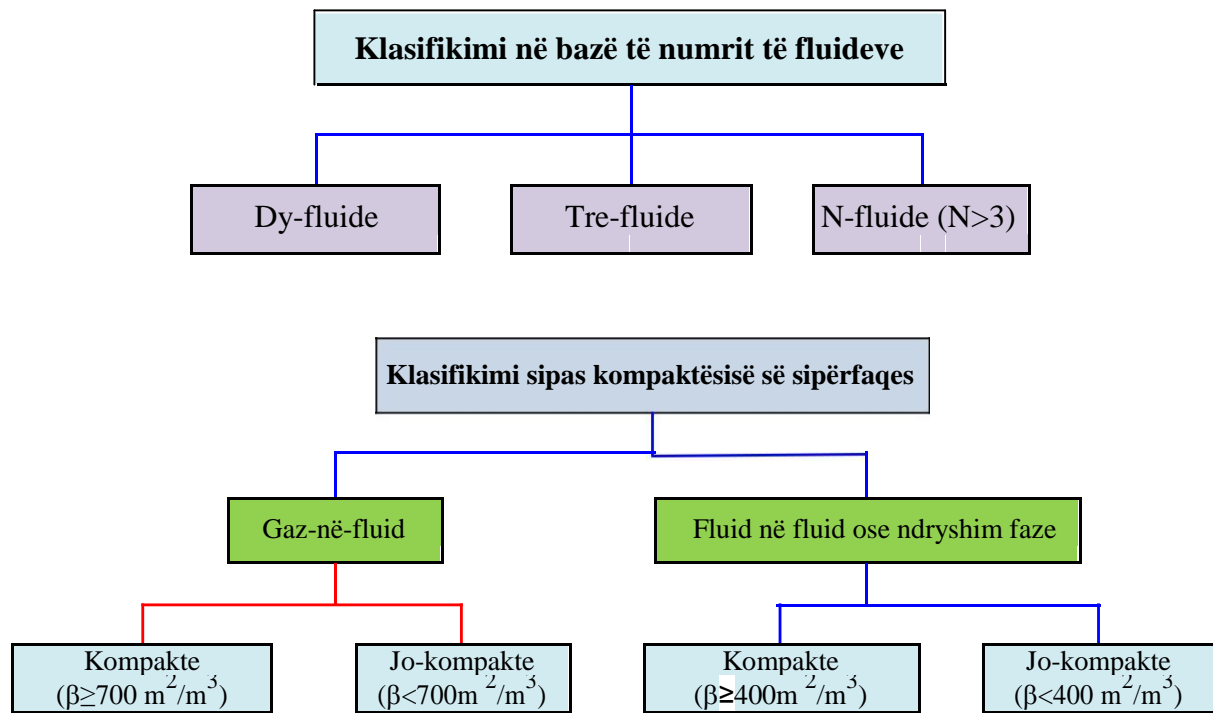 Klasifikimi në bazë të numrit të fluideve
Dy-fluide
Tre-fluide
N-fluide (N>3)
Klasifikimi sipas kompaktësisë së sipërfaqes
Gaz-në-fluid
Fluid në fluid ose ndryshim faze
Kompakte
(β≥700 m²/m³)
Jo-kompakte
(β<700m ²/m³)
Kompakte
(β≥400m²/m³)
Jo-kompakte
(β<400 m²/m³)